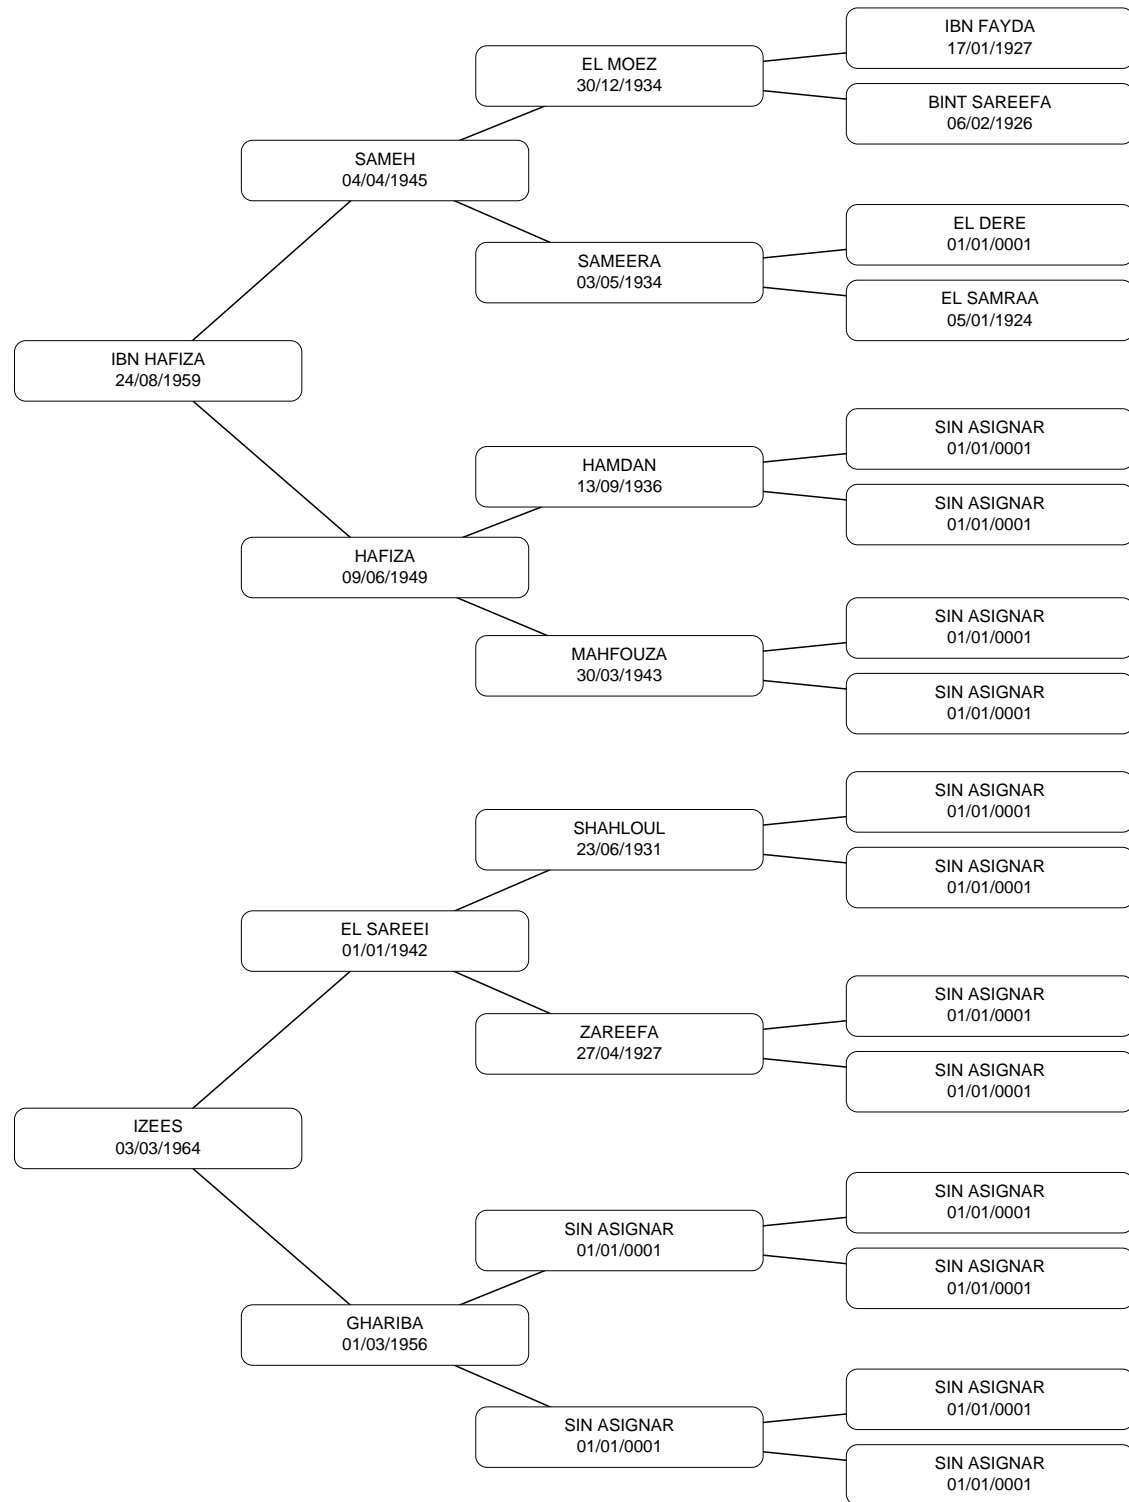 IBN FAYDA
17/01/1927
EL MOEZ
30/12/1934
BINT SAREEFA
06/02/1926
SAMEH
04/04/1945
EL DERE
01/01/0001
SAMEERA
03/05/1934
EL SAMRAA
05/01/1924
IBN HAFIZA
24/08/1959
SIN ASIGNAR
01/01/0001
HAMDAN
13/09/1936
SIN ASIGNAR
01/01/0001
HAFIZA
09/06/1949
SIN ASIGNAR
01/01/0001
MAHFOUZA
30/03/1943
SIN ASIGNAR
01/01/0001
SIN ASIGNAR
01/01/0001
SHAHLOUL
23/06/1931
SIN ASIGNAR
01/01/0001
EL SAREEI
01/01/1942
SIN ASIGNAR
01/01/0001
ZAREEFA
27/04/1927
SIN ASIGNAR
01/01/0001
IZEES
03/03/1964
SIN ASIGNAR
01/01/0001
SIN ASIGNAR
01/01/0001
SIN ASIGNAR
01/01/0001
GHARIBA
01/03/1956
SIN ASIGNAR
01/01/0001
SIN ASIGNAR
01/01/0001
SIN ASIGNAR
01/01/0001